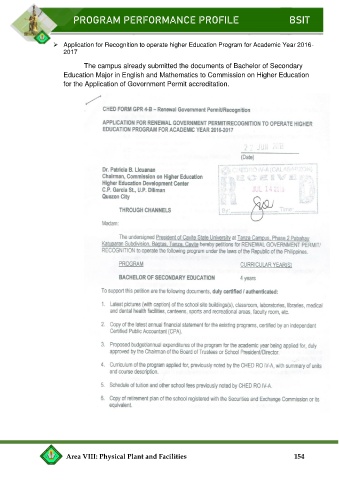 PROGRAM PERFORMANCE PROFILE BSIT
➢ Application for Recognition to operate higher Education Program for Academic Year 2016-
2017
The campus already submitted the documents of Bachelor of Secondary
Education Major in English and Mathematics to Commission on Higher Education
for the Application of Government Permit accreditation.
CHED FORM GPR 4-B – Renewal Government Permit/Recognition
APPLICATION FOR RENEWAL GOVERNMENT PERMIT/RECOGNITION TO OPERATE HIGHER
EDUCATION PROGRAM FOR ACADEMIC YEAR 2016-2017
(Date)
Dr. Patricia B. Licuanan
Chairman, Commission on Higher Education
Higher Education Development Center
C.P. Garcia St., U.P. Diliman
Quezon City
RECEIVED
THROUGH CHANNELS
By: Time:
Madam:
The undersigned President of Cavite State University at Tanza Campus, Phase 2
Subdivision, Bagtas, Tanza, Cavite hereby petitions for RENEWAL GOVERNMENT PERMIT/
RECOGNITION to operate the following program under the laws of the Republic of the Philippines.
PROGRAM CURRICULAR YEAR(S)
BACHELOR OF SECONDARY EDUCATION 4 years
To support this petition are the following documents, duly certified / authenticated:
1. Latest pictures (with caption) of the school site building(s), classroom, laboratories, libraries, medical
and dental health facilities, canteens, sports and recreational areas, faculty room, etc.
2. Copy of the latest annual financial statement for the existing programs, certified by an independent
Certified Public Accountant (CPA).
3. Proposed budget/annual expenditures of the program for the academic year being applied for, duly
approved by the Chairman of the Board of Trustees or School President/Director.
4. Curriculum of the program applied for, previously noted by the CHED RO IV-A, with summary of units
and course description.
5. Schedule of tuition and other school fees previously noted by CHED RO IV-A.
6. Copy of retirement plan of the school registered with the Securities and Exchange Commission or its
equivalent.
Area VIII: Physical Plant and Facilities 154